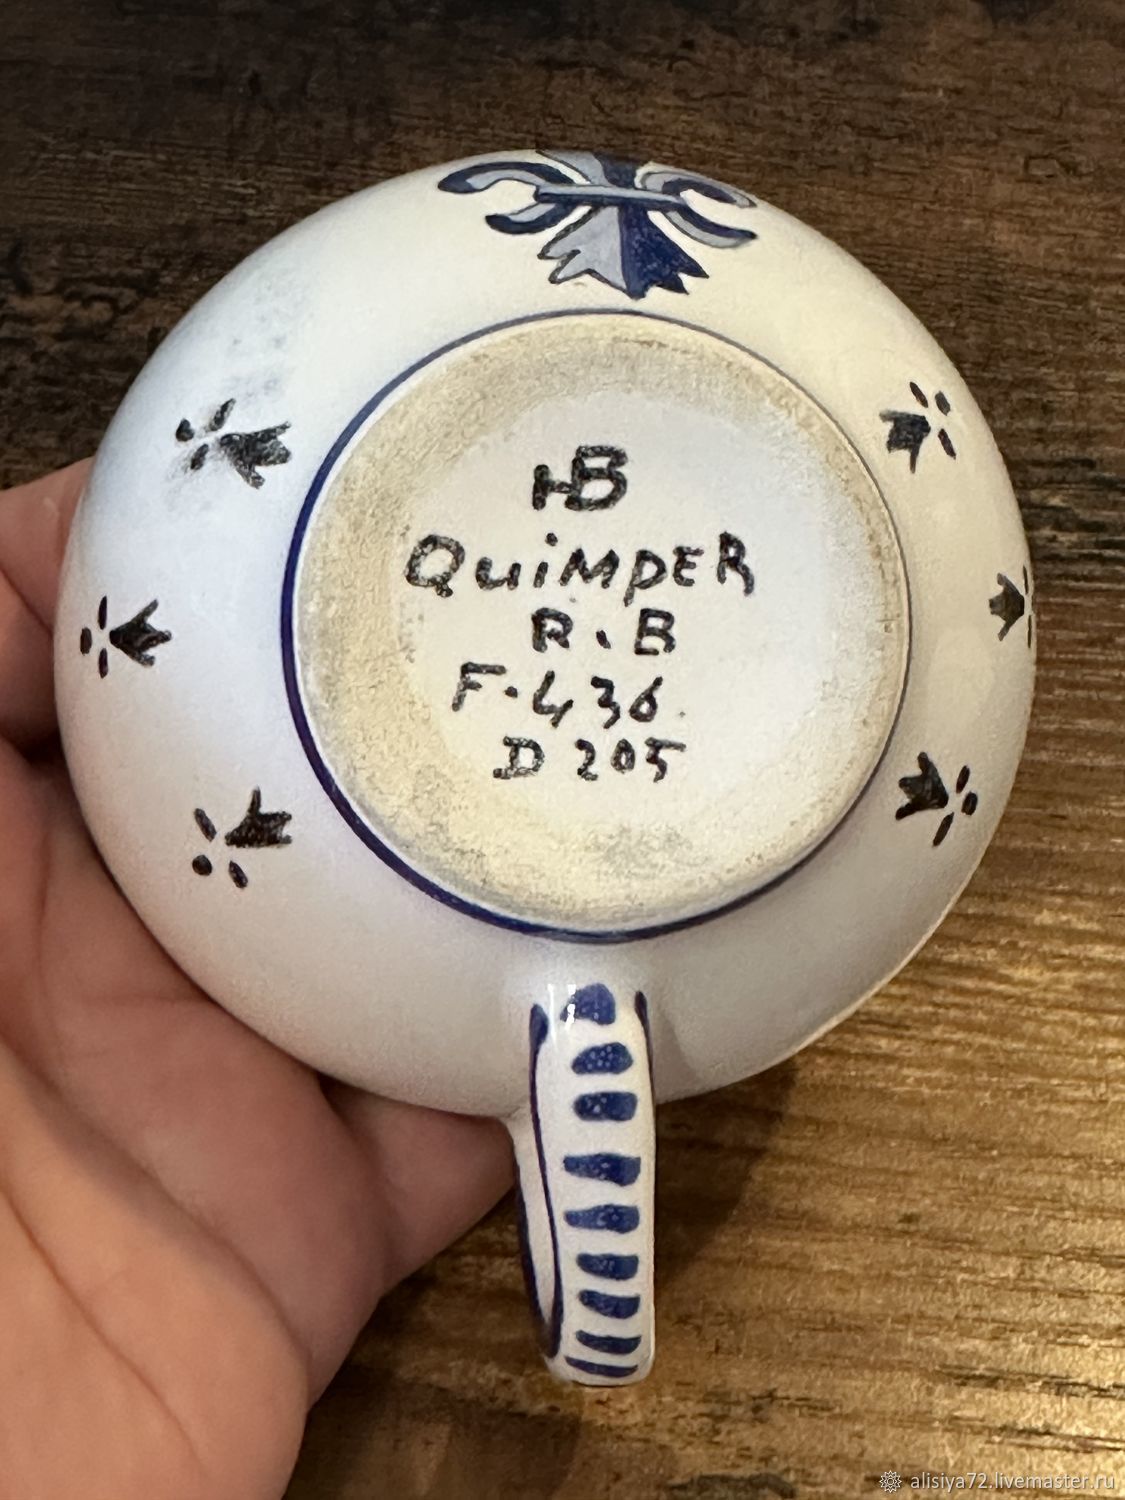 HB
QUiMPER
R.B
F.436.
D 205
alisiya72.livemaster.ru